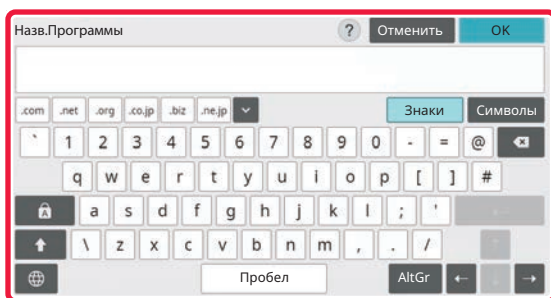 Назв.Программы ? Отменить OK
.com .net .org .co.jp .biz .ne.jp Знаки Символы
` 1 2 3 4 5 6 7 8 9 0 - = @
q w e r t y u i o p [ ] #
A a s d f g h j k l ; '
\ z x c v b n m , . /
Пробел AltGr ← ↓ →